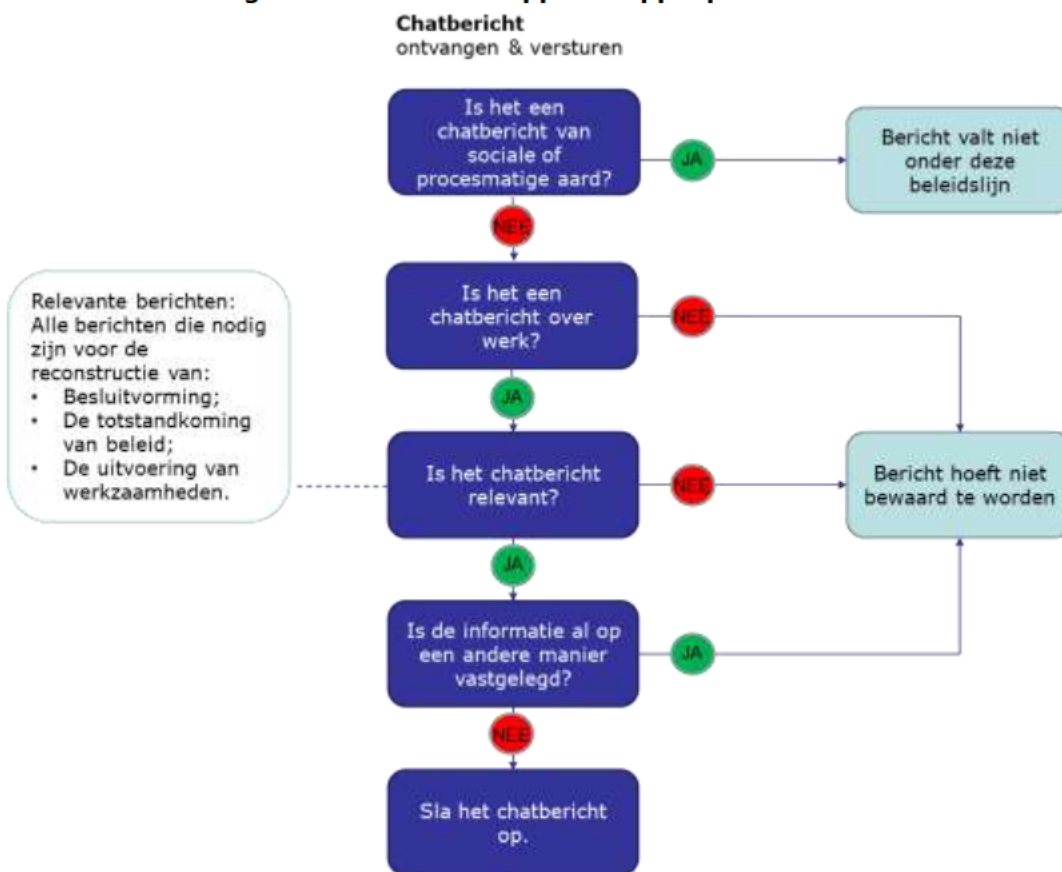 Chatbericht
ontvangen & versturen
Is het een
chatbericht van
sociale of
procesmatige aard?
JA
Bericht valt niet
onder deze
beleidslijn
NEE
Is het een
chatbericht over
werk?
NEE
JA
Relevante berichten:
Alle berichten die nodig
zijn voor de
reconstructie van:
• Besluitvorming;
• De totstandkoming
van beleid;
• De uitvoering van
werkzaamheden.
Is het chatbericht
relevant?
NEE
Bericht hoeft niet
bewaard te worden
JA
Is de informatie al op
een andere manier
vastgelegd?
JA
NEE
Sla het chatbericht
op.